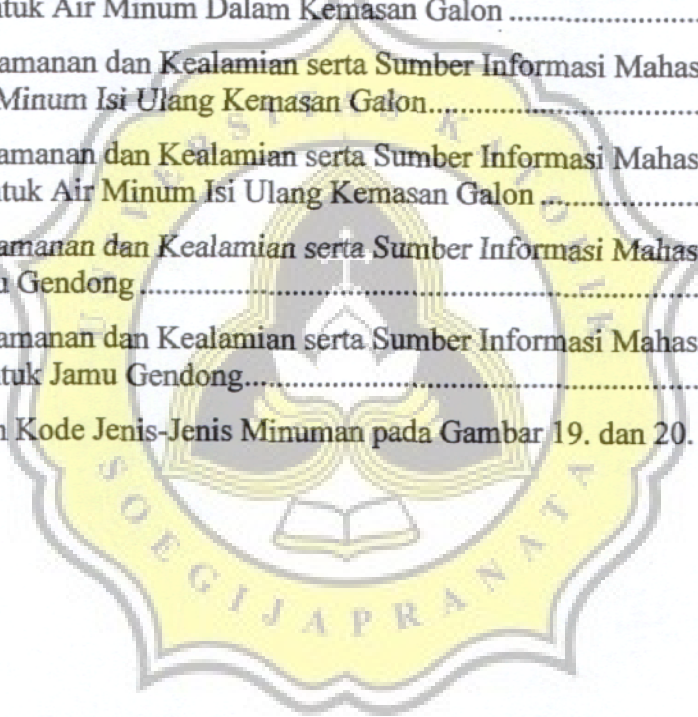 tuk Air Minum Dalam Kemasan Galon ..............................
amanan dan Kealamian serta Sumber Informasi Mahas
Minum Isi Ulang Kemasan Galon..............................
amanan dan Kealamian serta Sumber Informasi Mahas
tuk Air Minum Isi Ulang Kemasan Galon ..............................
amanan dan Kealamian serta Sumber Informasi Mahas
u Gendong ..............................
amanan dan Kealamian serta Sumber Informasi Mahas
tuk Jamu Gendong..............................
n Kode Jenis-Jenis Minuman pada Gambar 19. dan 20.
UNIVERSITAS KATOLIK
SOEGIJAPRANATA